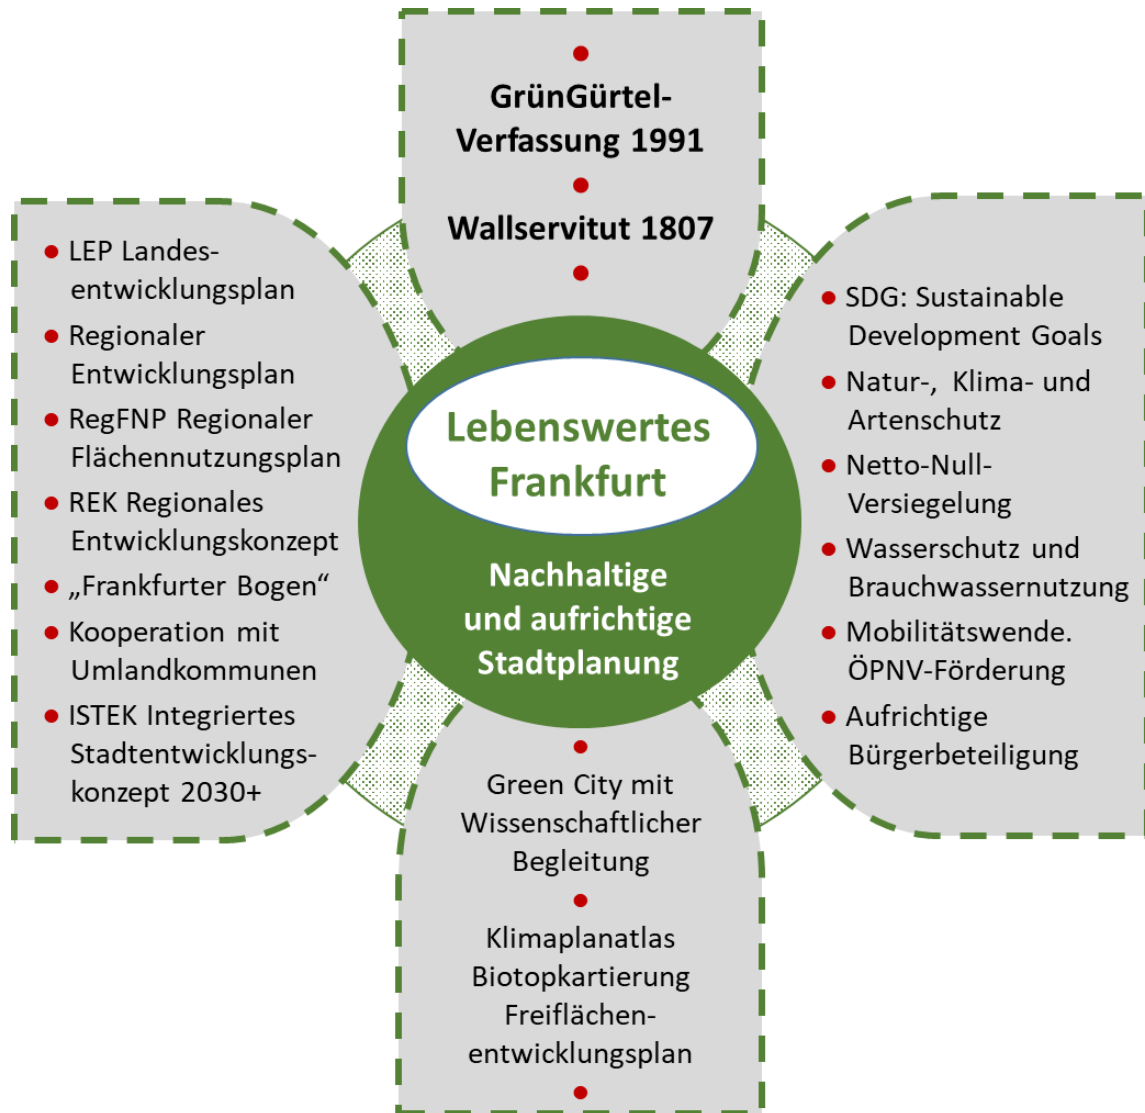 GrünGürtel-
Verfassung 1991
Wallservitut 1807
• LEP Landes-
entwicklungsplan
• Regionaler
Entwicklungsplan
• RegFNP Regionaler
Flächennutzungsplan
• REK Regionales
Entwicklungskonzept
• „Frankfurter Bogen“
• Kooperation mit
Umlandkommunen
• ISTEK Integriertes
Stadtentwicklungs-
konzept 2030+
Lebenswertes
Frankfurt
Nachhaltige
und aufrichtige
Stadtplanung
• SDG: Sustainable
Development Goals
• Natur-, Klima- und
Artenschutz
• Netto-Null-
Versiegelung
• Wasserschutz und
Brauchwassernutzung
• Mobilitätswende.
ÖPNV-Förderung
• Aufrichtige
Bürgerbeteiligung
Green City mit
Wissenschaftlicher
Begleitung
Klimaplanatlas
Biotopkartierung
Freiflächen-
entwicklungsplan